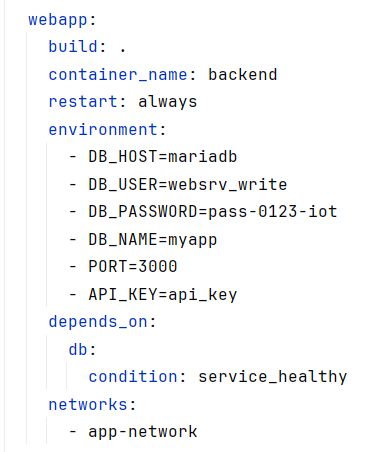 webapp:
build: .
container_name: backend
restart: always
environment:
- DB_HOST=mariadb
- DB_USER=websrv_write
- DB_PASSWORD=pass-0123-iot
- DB_NAME=myapp
- PORT=3000
- API_KEY=api_key
depends_on:
db:
condition: service_healthy
networks:
- app-network